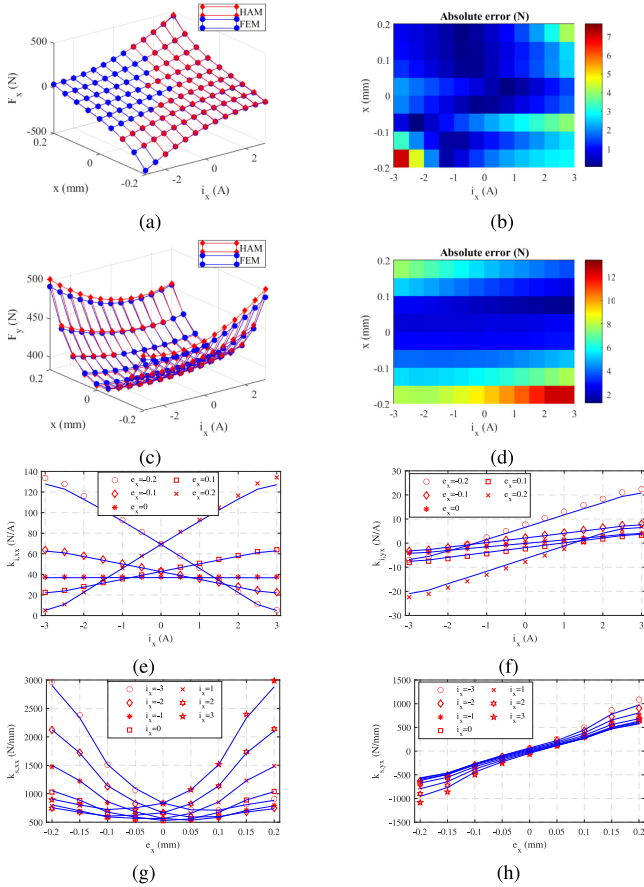 HAM
FEM
500
0
-500
F_x (N)
0.2
0
-0.2
x (mm)
-2
0
2
i_x (A)
(a)
Absolute error (N)
0.2
0.1
0
-0.1
-0.2
x (mm)
-3 -2 -1 0 1 2 3
i_x (A)
7
6
5
4
3
2
1
(b)
HAM
FEM
500
450
400
F_y (N)
0.2
0
-0.2
x (mm)
-2
0
2
i_x (A)
(c)
Absolute error (N)
0.2
0.1
0
-0.1
-0.2
x (mm)
-3 -2 -1 0 1 2 3
i_x (A)
12
10
8
6
4
2
(d)
140
120
100
80
60
40
20
0
k_i,xx (N/A)
e_x=-0.2 e_x=0.1
e_x=-0.1 e_x=0.2
e_x=0
-3 -2 -1 0 1 2 3
i_x (A)
(e)
30
20
10
0
-10
-20
-30
k_i,yx (N/A)
e_x=-0.2 e_x=0.1
e_x=-0.1 e_x=0.2
e_x=0
-3 -2 -1 0 1 2 3
i_x (A)
(f)
3000
2500
2000
1500
1000
500
k_s,xx (N/mm)
i_x=-3 i_x=1
i_x=-2 i_x=2
i_x=-1 i_x=3
i_x=0
-0.2 -0.15 -0.1 -0.05 0 0.05 0.1 0.15 0.2
e_x (mm)
(g)
1500
1000
500
0
-500
-1000
-1500
k_s,yx (N/mm)
i_x=-3 i_x=1
i_x=-2 i_x=2
i_x=-1 i_x=3
i_x=0
-0.2 -0.15 -0.1 -0.05 0 0.05 0.1 0.15 0.2
e_x (mm)
(h)